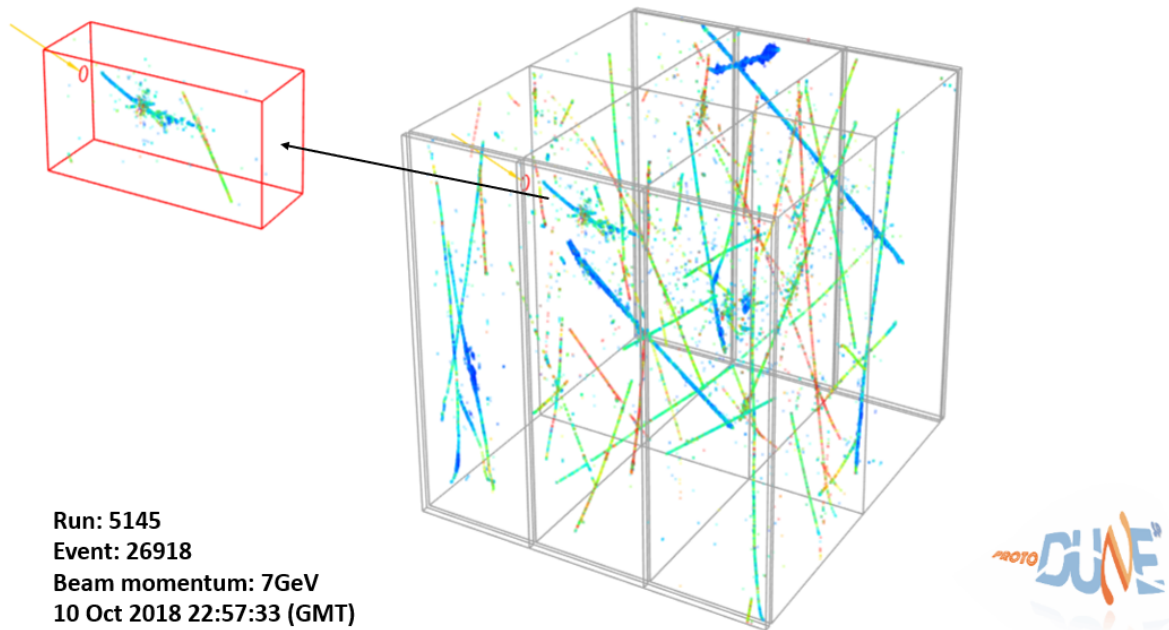 Run: 5145
Event: 26918
Beam momentum: 7GeV
10 Oct 2018 22:57:33 (GMT)
PROTO DUNE